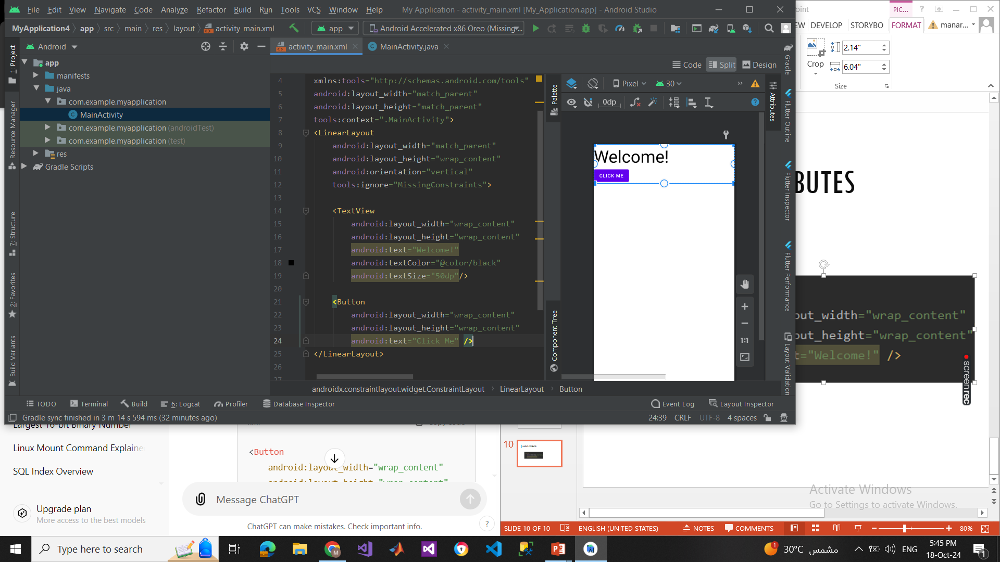 File Edit View Navigate Code Analyze Refactor Build Run Tools VCS Window Help My Application - activity_main.xml [My_Application.app] - Android Studio
MyApplication4 app src main res layout activity_main.xml app Android Accelerated x86 Oreo (Missing...
Android
activity_main.xml MainActivity.java
Code Split Design
1: Project
Resource Manager
7: Structure
2: Favorites
Build Variants
app
manifests
java
com.example.myapplication
MainActivity
com.example.myapplication (androidTest)
com.example.myapplication (test)
res
Gradle Scripts
4 xmlns:tools="http://schemas.android.com/tools"
5 android:layout_width="match_parent"
6 android:layout_height="match_parent"
7 tools:context=".MainActivity">
8 <LinearLayout
9 android:layout_width="match_parent"
10 android:layout_height="wrap_content"
11 android:orientation="vertical"
12 tools:ignore="MissingConstraints">
13
14 <TextView
15 android:layout_width="wrap_content"
16 android:layout_height="wrap_content"
17 android:text="Welcome!"
18 android:textColor="@color/black"
19 android:textSize="50dp"/>
20
21 <Button
22 android:layout_width="wrap_content"
23 android:layout_height="wrap_content"
24 android:text="Click Me" />
25 </LinearLayout>
26
27
Palette
Component Tree
Pixel 30
0dp
Welcome!
CLICK ME
1:1
Attributes
Gradle
Flutter Outline
Flutter Inspector
Flutter Performance
Layout Validation
androidx.constraintlayout.widget.ConstraintLayout LinearLayout Button
TODO Terminal Build 6: Logcat Profiler Database Inspector Event Log Layout Inspector
Gradle sync finished in 3 m 14 s 594 ms (32 minutes ago) 24:39 CRLF UTF-8 4 spaces
oint PIC... ?
EW DEVELOP STORYBO FORMAT manar...
2.14"
Crop 6.04"
Size
BUTES
out_width="wrap_content"
out_height="wrap_content"
t="Welcome!" />
screenrec
Largest 16-bit Binary Number
Linux Mount Command Explaine
SQL Index Overview
Upgrade plan
More access to the best models
<Button
android:layout_width="wrap_content"
android:layout_height="wrap_content"
Message ChatGPT
ChatGPT can make mistakes. Check important info.
?
10
Activate Windows
Go to Settings to activate Windows.
SLIDE 10 OF 10 ENGLISH (UNITED STATES) NOTES COMMENTS 80%
Type here to search
M
1
30°C مشمس ENG
5:45 PM
18-Oct-24
1